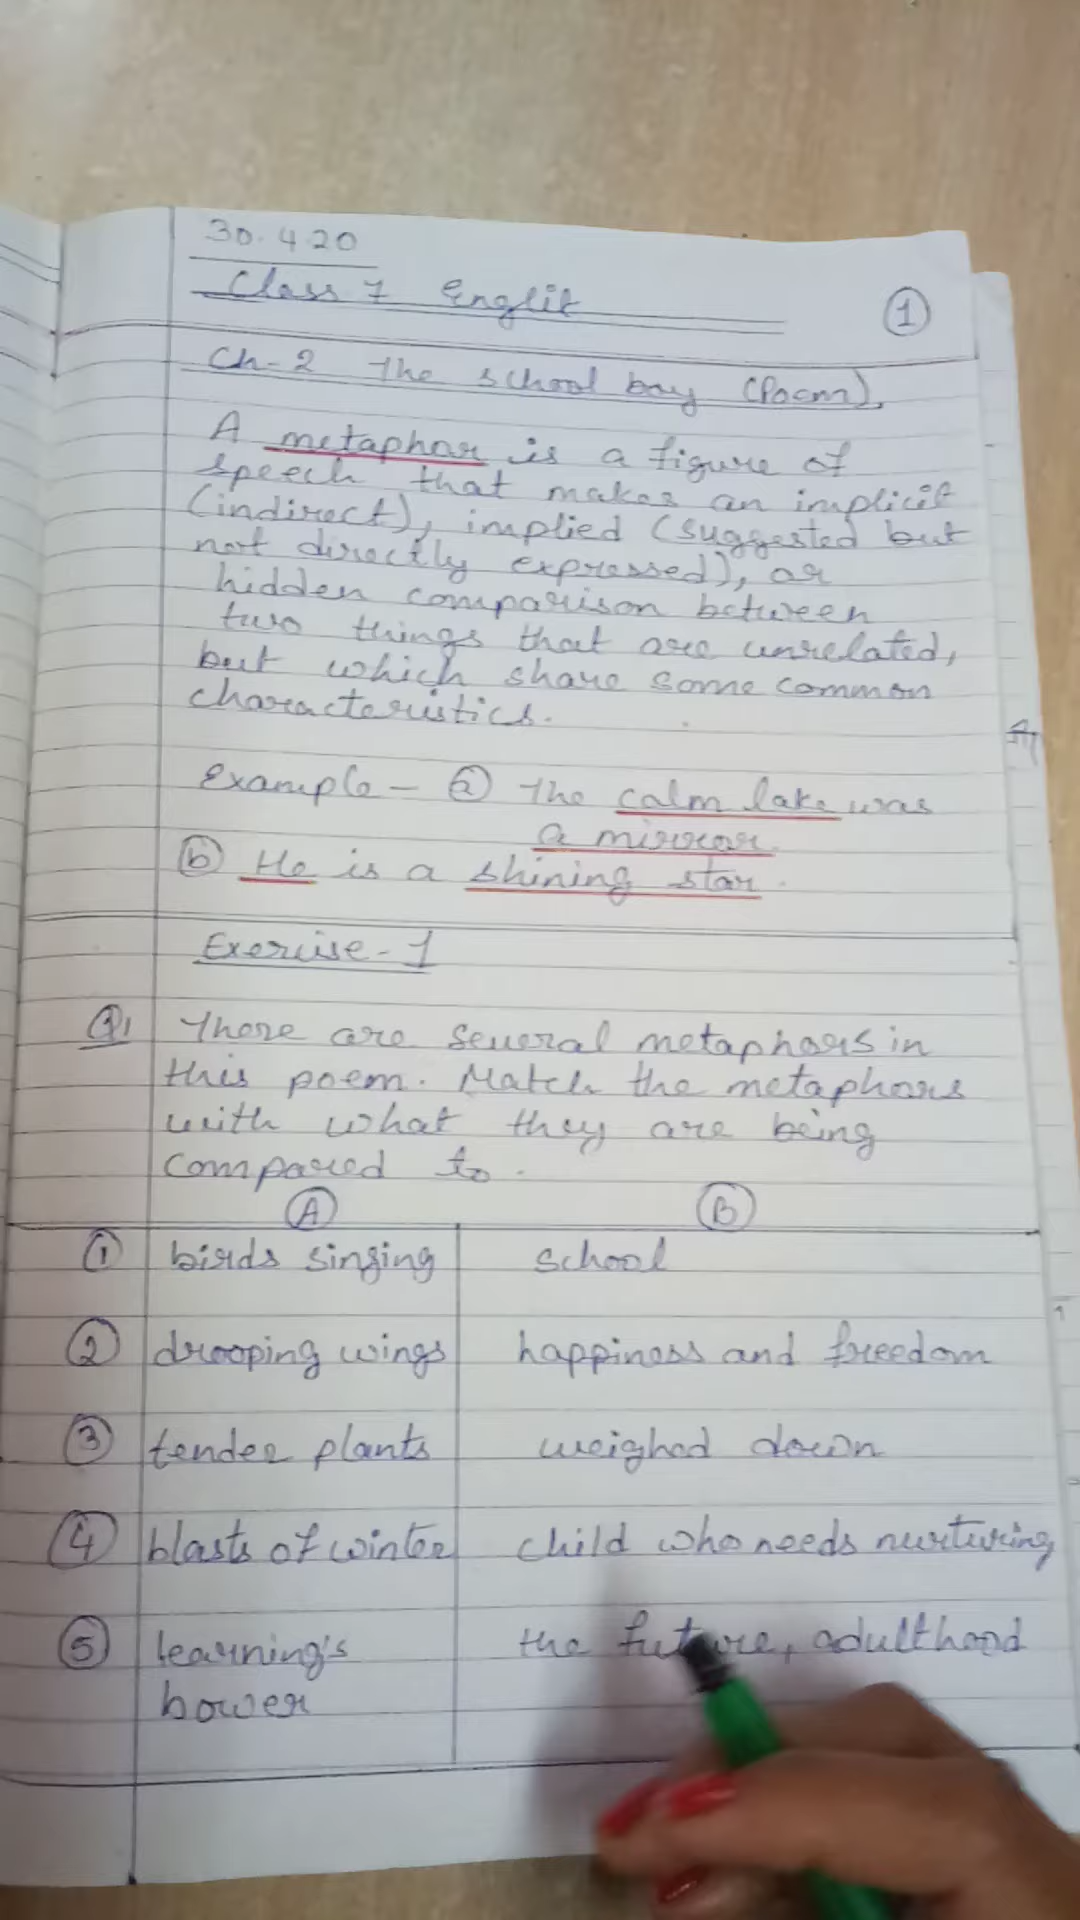 30.4.20
Class 7 Englit
1
Ch-2 The school boy (Poem),
A metaphor is a figure of
speech that makes an implicit
(indirect), implied (suggested but
not directly expressed), or
hidden comparison between
two things that are unrelated,
but which share some common
characteristics.
Example - a The calm lake was
a mirror.
b He is a shining star.
Exercise-1
Q1 There are several metaphors in
this poem. Match the metaphors
with what they are being
compared to.
A B
1 birds singing school
2 drooping wings happiness and freedom
3 tender plants weighed down
4 blasts of winter child who needs nurturing
5 learning's the future, adulthood
bower